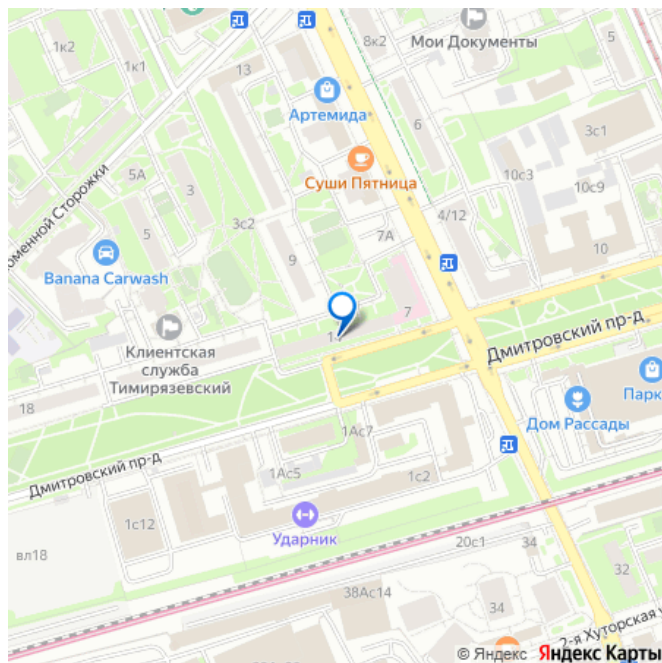 1к2
1к1
8к2
Мои Документы
5
13
Артемида
6
3с1
Суши Пятница
5А
3
10с3
10с9
оменной Сторожки
3с2
4/12
5
7А
10
Banana Carwash
9
7
Клиентская
служба
Тимирязевский
Дмитровский пр-д
Парк
18
Дом Рассады
1Ас7
Дмитровский пр-д
1Ас5
1с2
1с12
Ударник
вл18
20с1
34
32
38Ас14
34
2-я Хуторская у
© Яндекс Яндекс Карты